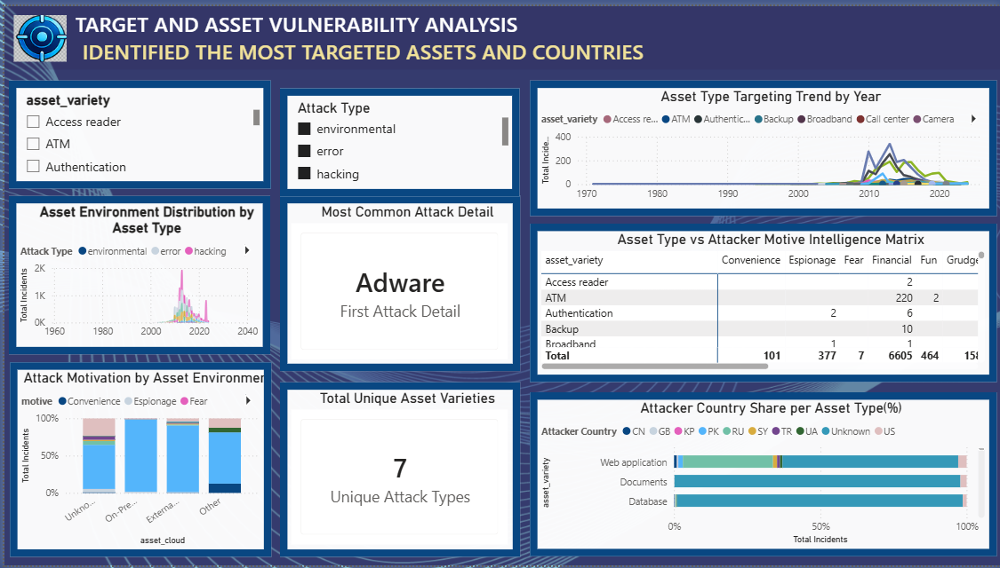 TARGET AND ASSET VULNERABILITY ANALYSIS
IDENTIFIED THE MOST TARGETED ASSETS AND COUNTRIES
asset_variety
Access reader
ATM
Authentication
Attack Type
environmental
error
hacking
Asset Type Targeting Trend by Year
asset_variety Access re... ATM Authentic... Backup Broadband Call center Camera
Total Incide...
400
200
0
1970 1980 1990 2000 2010 2020
Asset Environment Distribution by
Asset Type
Attack Type environmental error hacking
Total Incidents
2K
1K
0K
1960 1980 2000 2020 2040
Most Common Attack Detail
Adware
First Attack Detail
Asset Type vs Attacker Motive Intelligence Matrix
asset_variety Convenience Espionage Fear Financial Fun Grudge
Access reader 2
ATM 220 2
Authentication 2 6
Backup 10
Broadband 1 1
Total 101 377 7 6605 464 158
Attack Motivation by Asset Environmen
motive Convenience Espionage Fear
Total Incidents
100%
50%
0%
Unkno... On-Pre... Externa... Other
asset_cloud
Total Unique Asset Varieties
7
Unique Attack Types
Attacker Country Share per Asset Type(%)
Attacker Country CN GB KP PK RU SY TR UA Unknown US
asset_variety
Web application
Documents
Database
0% 50% 100%
Total Incidents